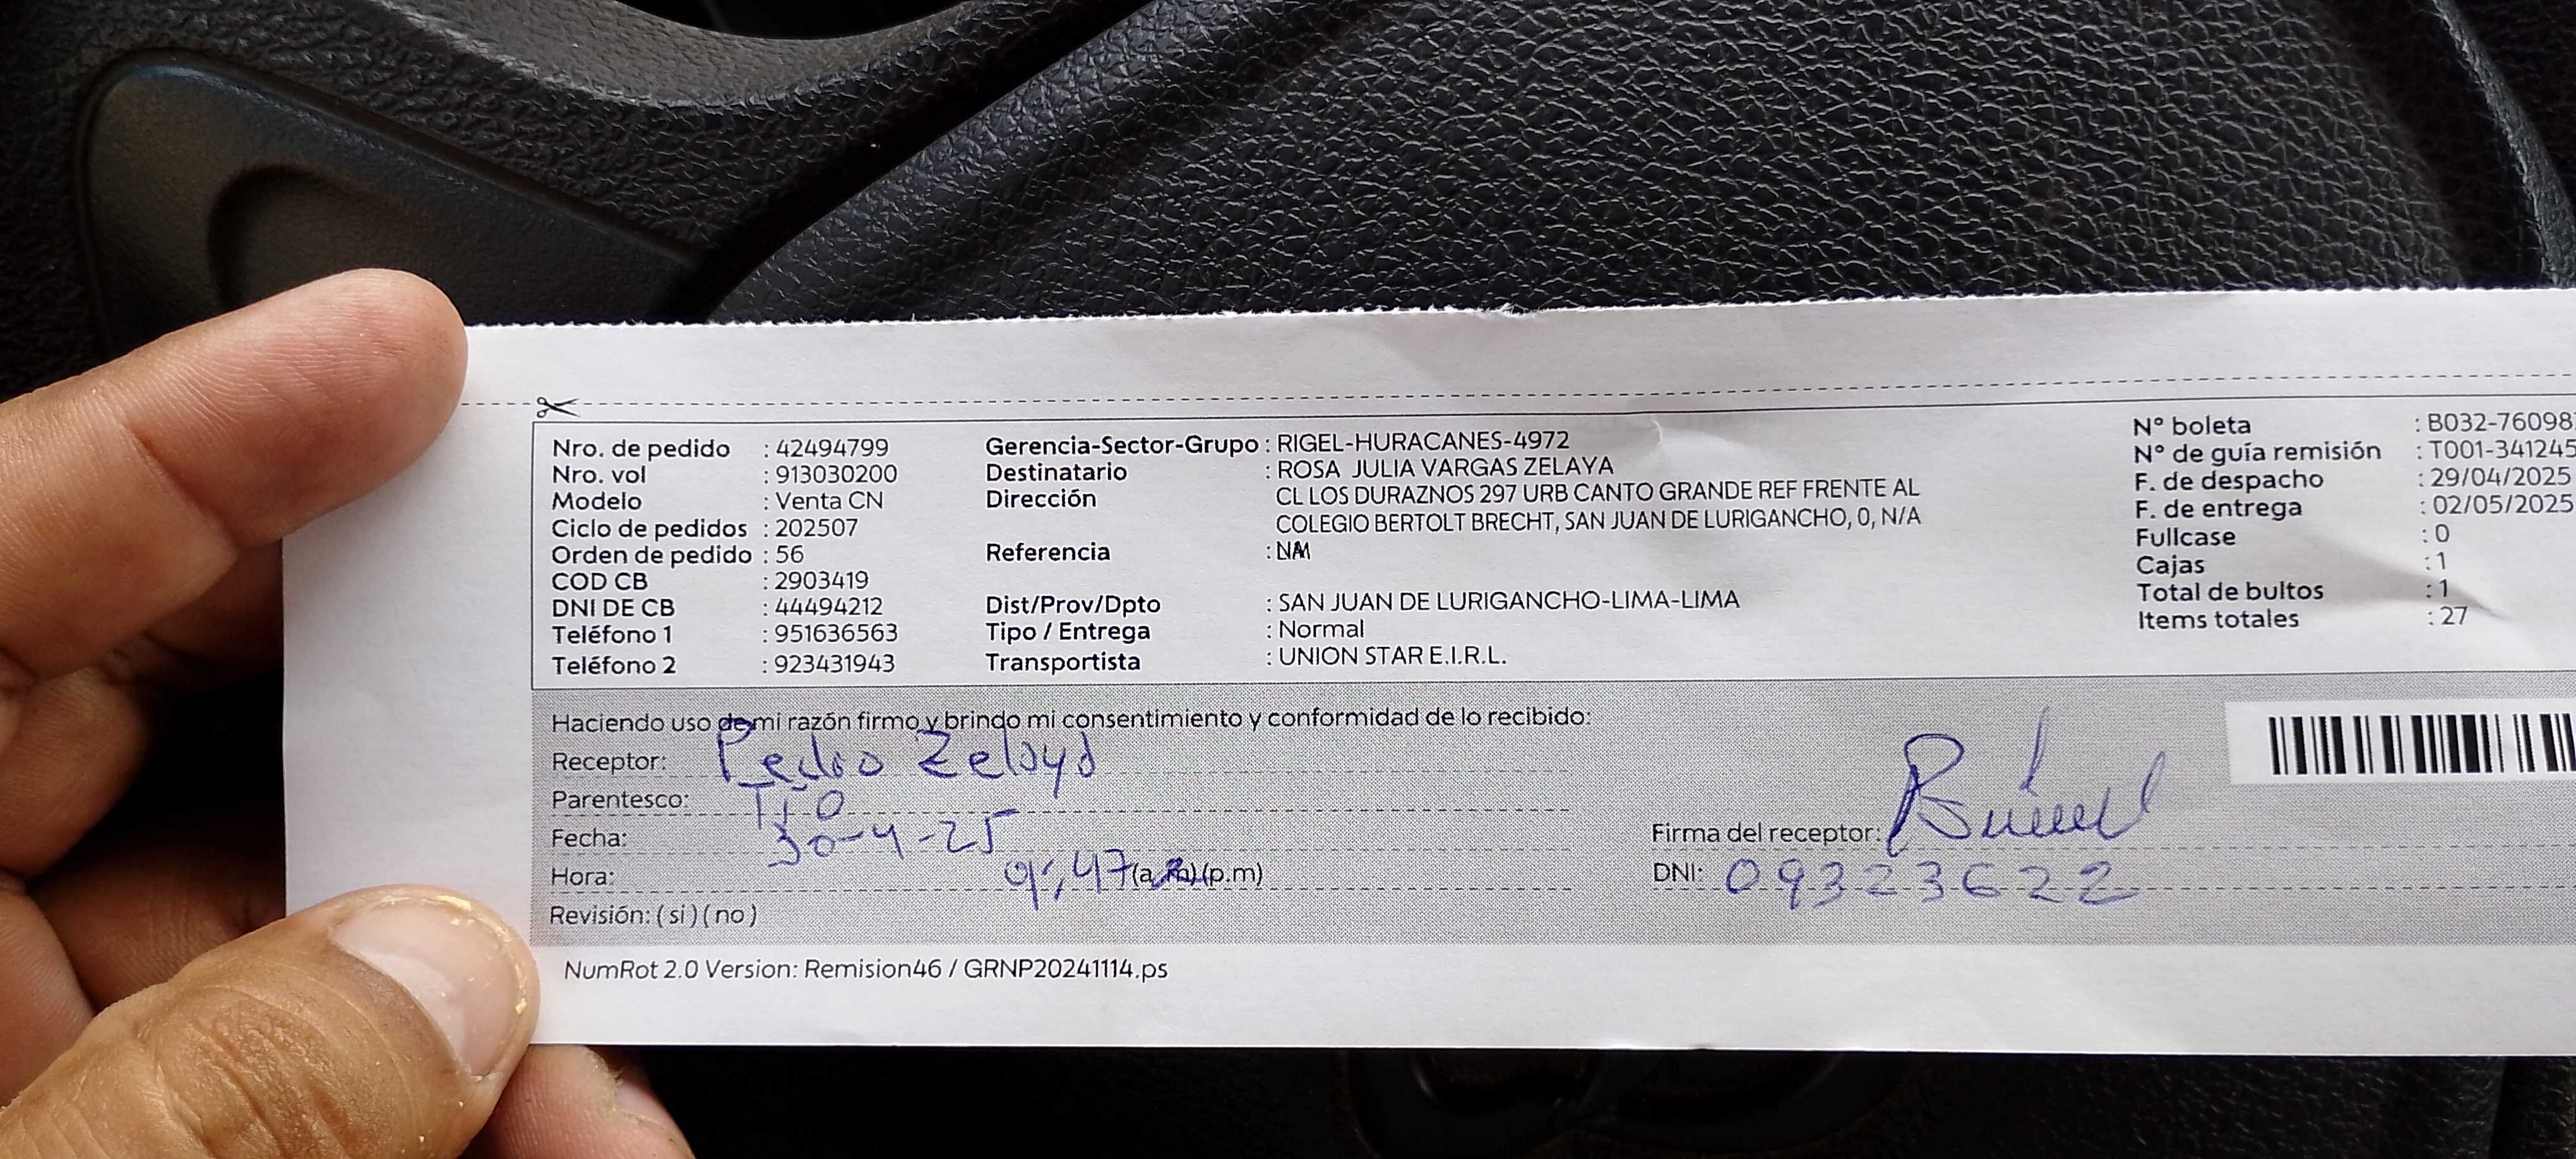 Nro. de pedido : 42494799
Nro. vol : 913030200
Modelo : Venta CN
Ciclo de pedidos : 202507
Orden de pedido : 56
COD CB : 2903419
DNI DE CB : 44494212
Teléfono 1 : 951636563
Teléfono 2 : 923431943
Gerencia-Sector-Grupo : RIGEL-HURACANES-4972
Destinatario : ROSA JULIA VARGAS ZELAYA
Dirección CL LOS DURAZNOS 297 URB CANTO GRANDE REF FRENTE AL
COLEGIO BERTOLT BRECHT, SAN JUAN DE LURIGANCHO, 0, N/A
Referencia :
Dist/Prov/Dpto : SAN JUAN DE LURIGANCHO-LIMA-LIMA
Tipo / Entrega : Normal
Transportista : UNION STAR E.I.R.L.
N° boleta : B032-76098
N° de guía remisión : T001-341245
F. de despacho : 29/04/2025
F. de entrega : 02/05/2025
Fullcase : 0
Cajas : 1
Total de bultos : 1
Items totales : 27
Haciendo uso de mi razón firmo y brindo mi consentimiento y conformidad de lo recibido:
Receptor: Pedro Zelaya
Parentesco: Tio
Fecha: 30-4-25
Hora: 9:47 (a.m) (p.m)
Revisión: ( si ) ( no )
Firma del receptor:
DNI: 09323622
NumRot 2.0 Version: Remision46 / GRNP20241114.ps